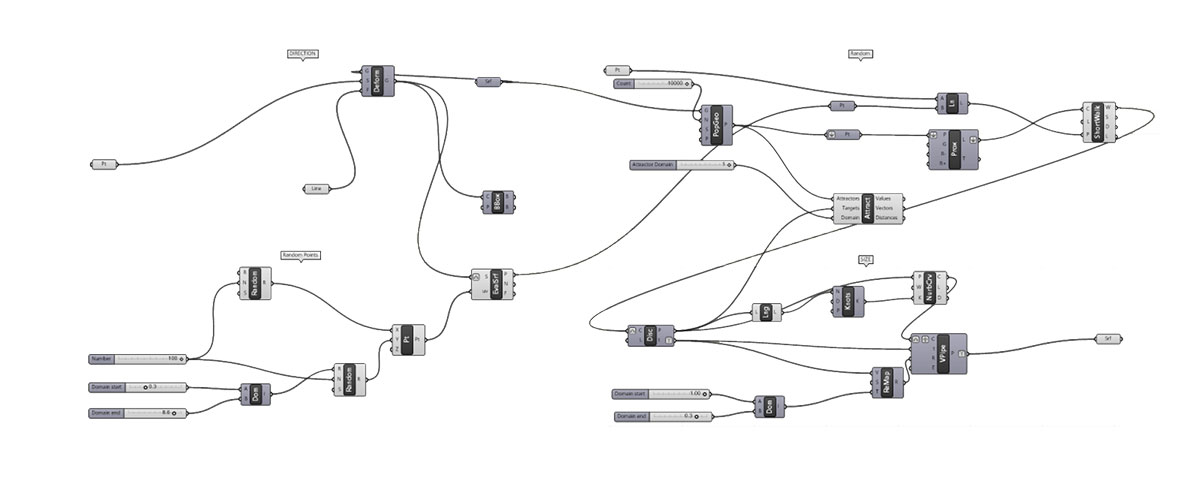 DIRECTION
Random
Deform
G
S
F
G
Srf
Pt
Count
10000
PopGeo
Pt
Pt
Ln
ShortWalk
Prox
Pt
Line
BBox
Attractor Domain
5
Attractors
Targets
Domain
Attract
Values
Vectors
Distances
Random Points
SIZE
Random
R
N
S
R
EvalSrf
Lng
L
L
Knots
NurbCrv
P
W
K
C
L
D
Disc
VPipe
Srf
Pt
X
Y
Z
Pt
Number
100
Random
R
N
S
R
ReMap
Domain start
0.3
Dom
Domain end
8.6
Domain start
1.00
Dom
Domain end
0.3